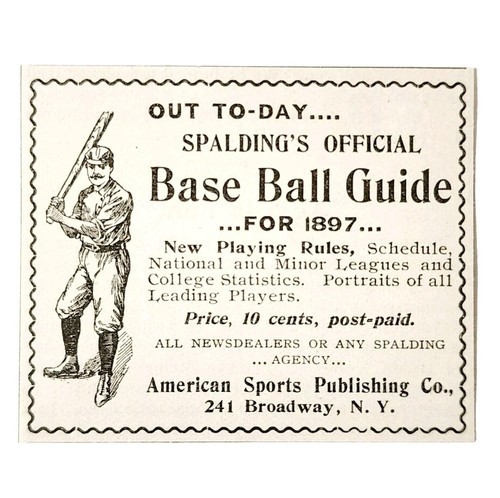 OUT TO-DAY....
SPALDING'S OFFICIAL
Base Ball Guide
...FOR 1897...
New Playing Rules, Schedule,
National and Minor Leagues and
College Statistics. Portraits of all
Leading Players.
Price, 10 cents, post-paid.
ALL NEWSDEALERS OR ANY SPALDING
... AGENCY...
American Sports Publishing Co.,
241 Broadway, N. Y.